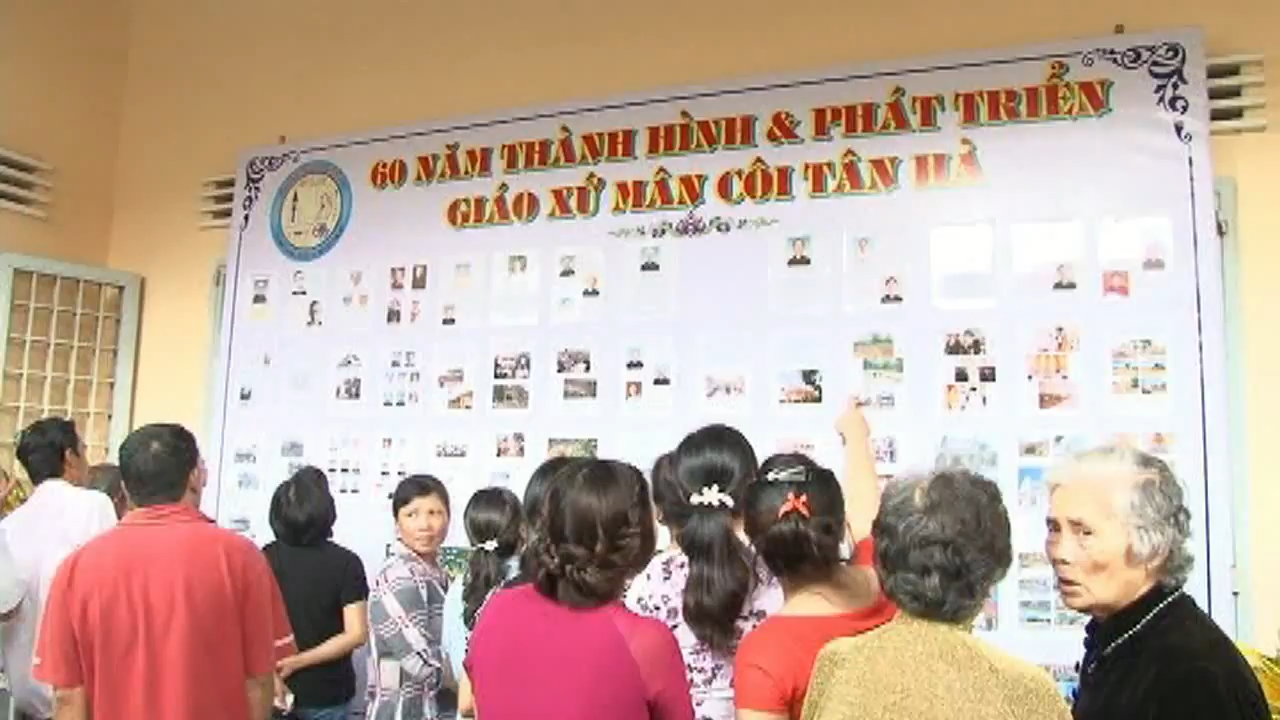 60 NĂM THÀNH HÌNH & PHÁT TRIỂN
GIÁO XỨ MÂN CÔI TÂN HÀ